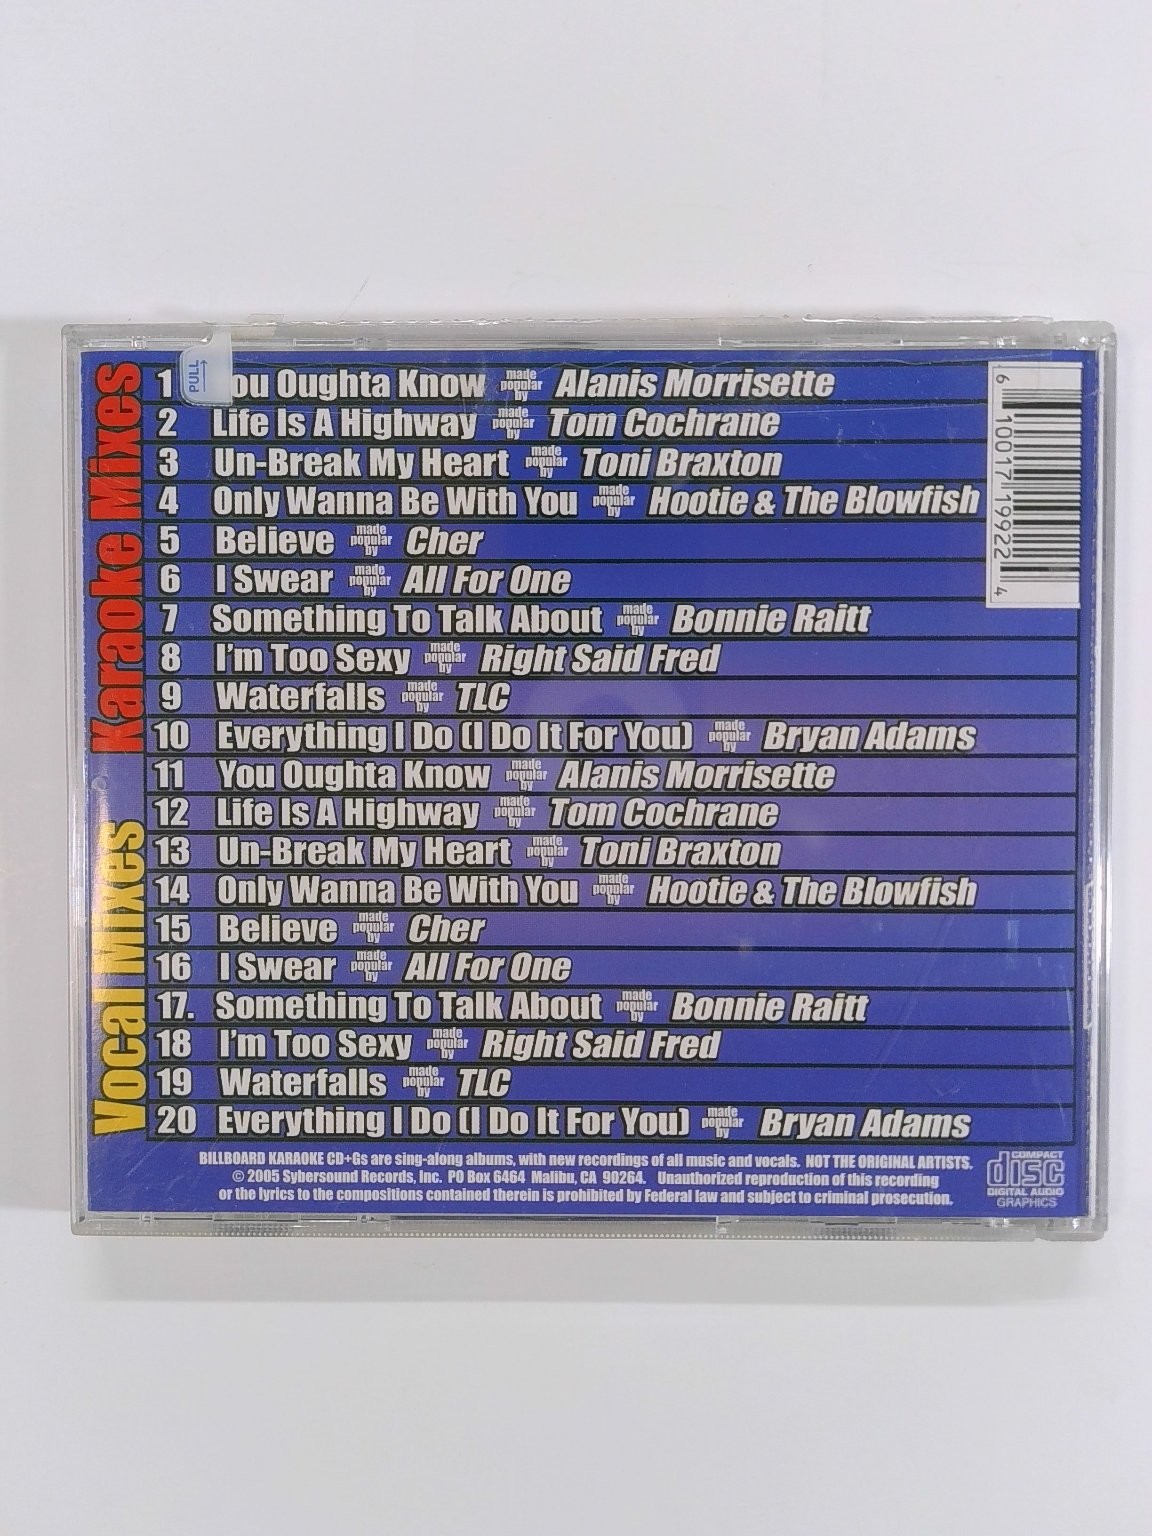 Karaoke Mixes
1 You Oughta Know made popular by Alanis Morrisette
2 Life Is A Highway made popular by Tom Cochrane
3 Un-Break My Heart made popular by Toni Braxton
4 Only Wanna Be With You made popular by Hootie & The Blowfish
5 Believe made popular by Cher
6 I Swear made popular by All For One
7 Something To Talk About made popular by Bonnie Raitt
8 I'm Too Sexy made popular by Right Said Fred
9 Waterfalls made popular by TLC
10 Everything I Do (I Do It For You) made popular by Bryan Adams
Vocal Mixes
11 You Oughta Know made popular by Alanis Morrisette
12 Life Is A Highway made popular by Tom Cochrane
13 Un-Break My Heart made popular by Toni Braxton
14 Only Wanna Be With You made popular by Hootie & The Blowfish
15 Believe made popular by Cher
16 I Swear made popular by All For One
17. Something To Talk About made popular by Bonnie Raitt
18 I'm Too Sexy made popular by Right Said Fred
19 Waterfalls made popular by TLC
20 Everything I Do (I Do It For You) made popular by Bryan Adams
PULL
6 10017 19922 4
BILLBOARD KARAOKE CD+Gs are sing-along albums, with new recordings of all music and vocals. NOT THE ORIGINAL ARTISTS.
© 2005 Sybersound Records, Inc. PO Box 6464 Malibu, CA 90264. Unauthorized reproduction of this recording
or the lyrics to the compositions contained therein is prohibited by Federal law and subject to criminal prosecution.
COMPACT
disc
DIGITAL AUDIO
GRAPHICS